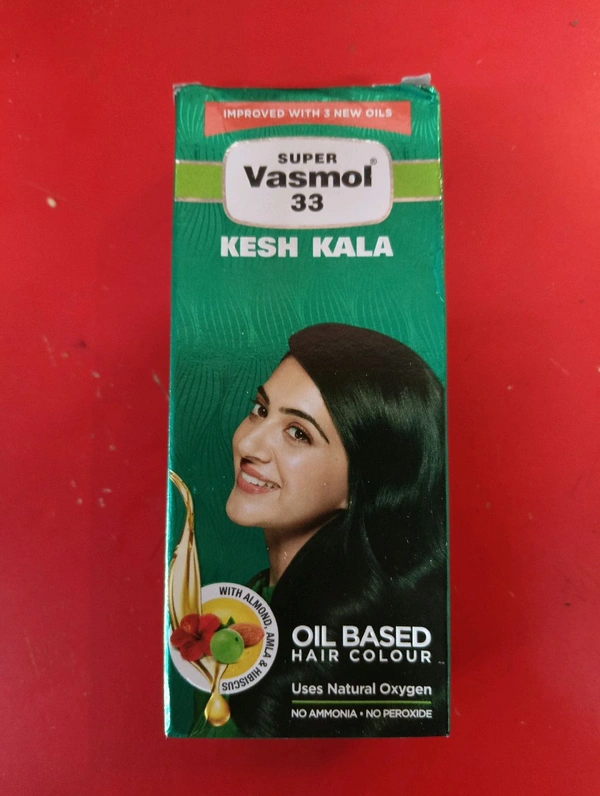 IMPROVED WITH 3 NEW OILS
SUPER
Vasmol®
33
KESH KALA
WITH ALMOND, AMLA & HIBISCUS
OIL BASED
HAIR COLOUR
Uses Natural Oxygen
NO AMMONIA • NO PEROXIDE